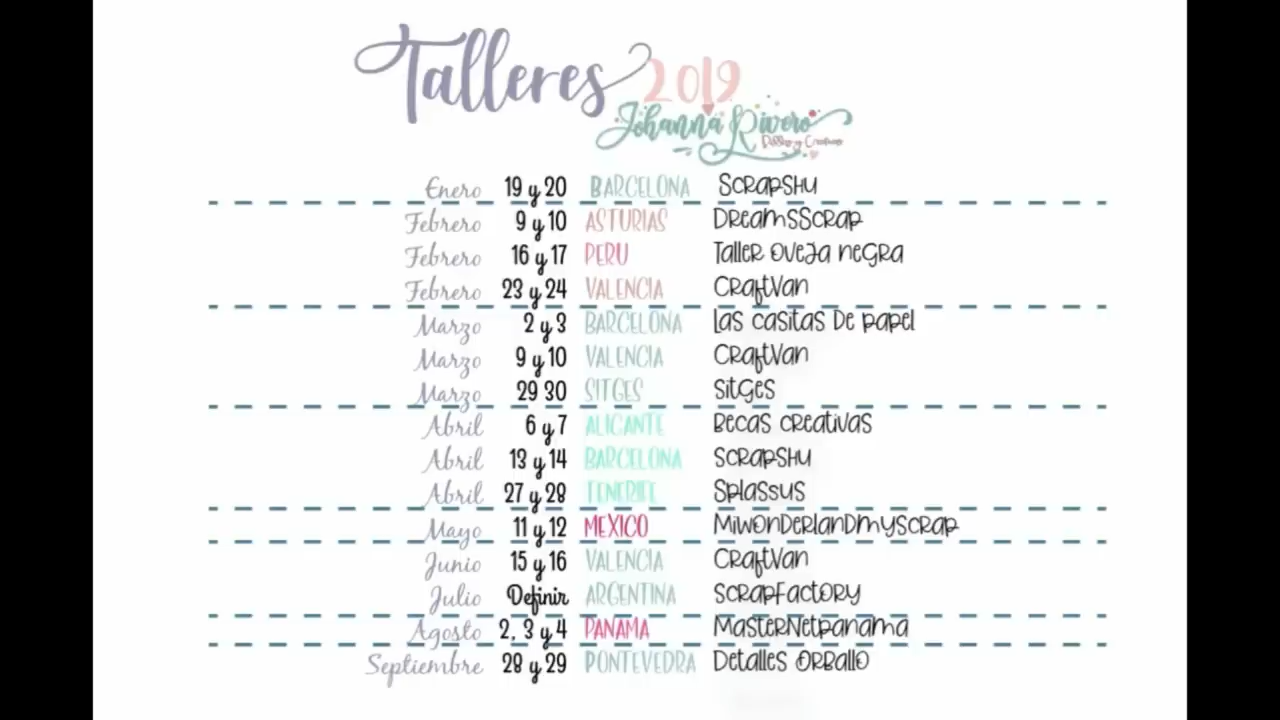 Talleres 2019
Johanna Rivero
Enero 19 y 20 BARCELONA ScrapShu
Febrero 9 y 10 ASTURIAS DreamsScrap
Febrero 16 y 17 PERU Taller oveja negra
Febrero 23 y 24 VALENCIA CraftVan
Marzo 2 y 3 BARCELONA Las casitas de papel
Marzo 9 y 10 VALENCIA CraftVan
Marzo 29 30 SITGES Sitges
Abril 6 y 7 ALICANTE Becas creativas
Abril 13 y 14 BARCELONA ScrapShu
Abril 27 y 28 TENERIFE Splassus
Mayo 11 y 12 MEXICO Miwonderlandmyscrap
Junio 15 y 16 VALENCIA CraftVan
Julio Definir ARGENTINA ScrapFactory
Agosto 2, 3 y 4 PANAMA MasterNetpanama
Septiembre 28 y 29 PONTEVEDRA Detalles Orballo